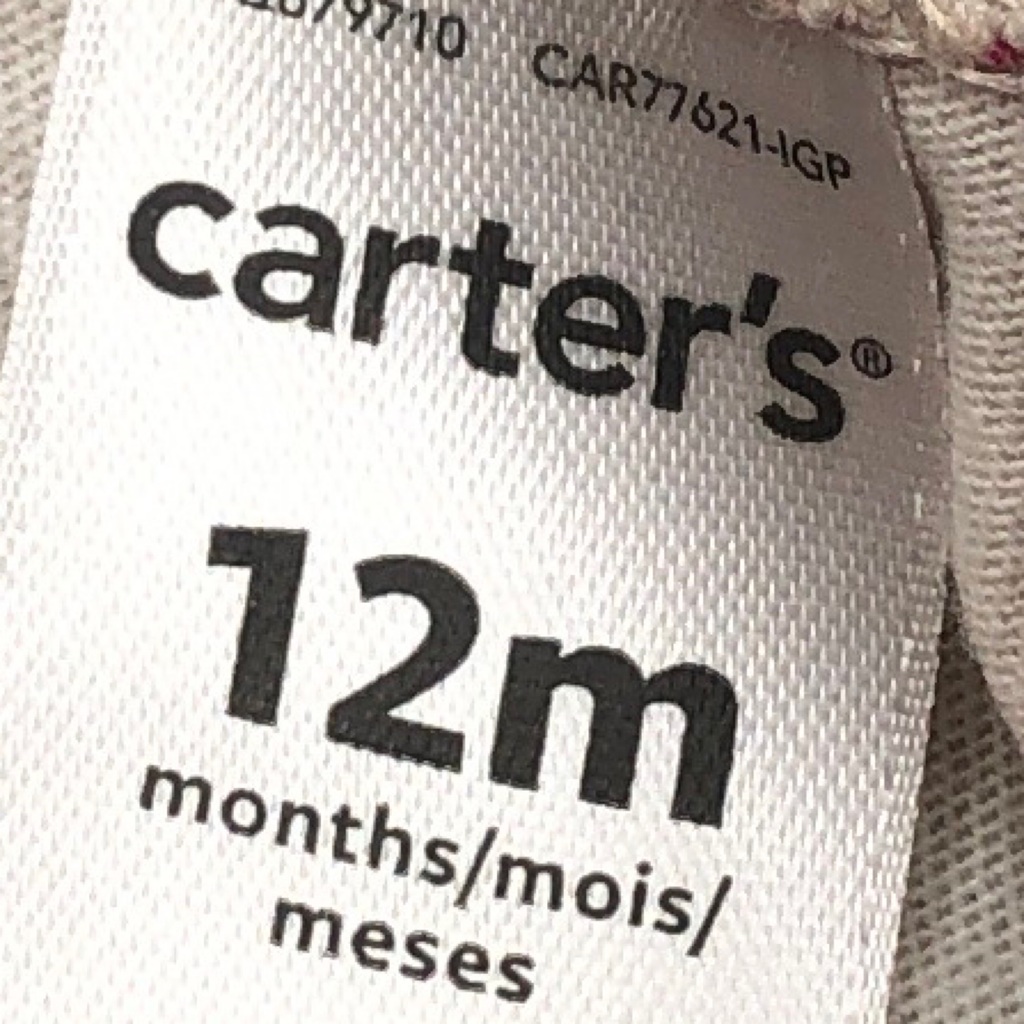 CAR77621-IGP
carter's®
12m
months/mois/
meses